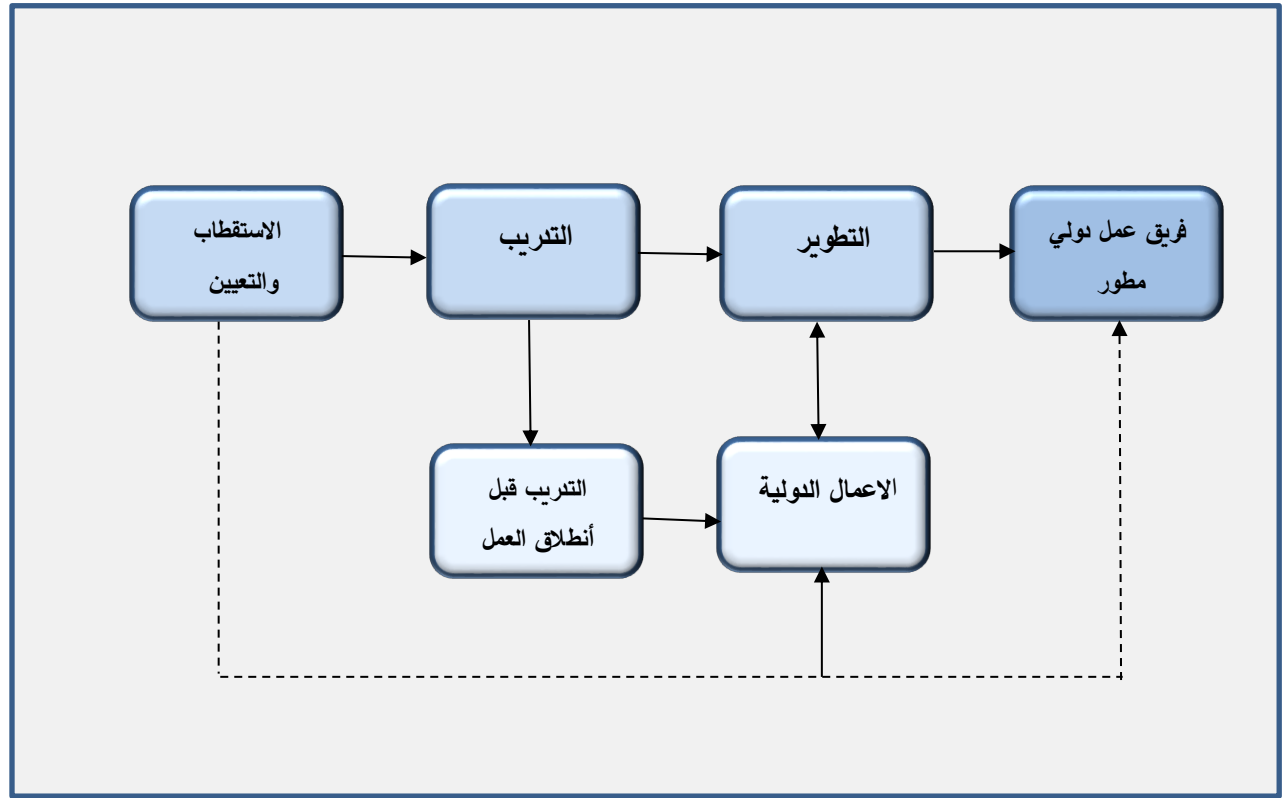 الاستقطاب
والتعيين
التدريب
التطوير
فريق عمل دولي
مطور
التدريب قبل
أنطلاق العمل
الاعمال الدولية